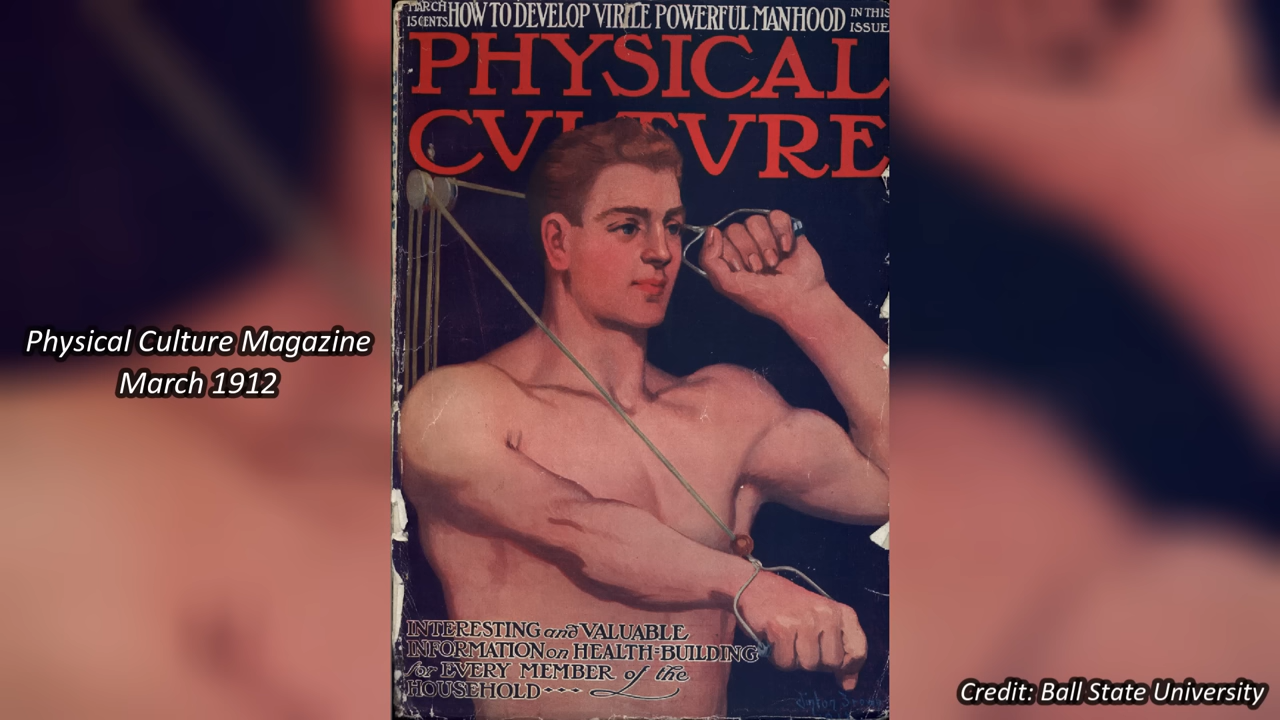 MARCH
15 CENTS
HOW TO DEVELOP VIRILE POWERFUL MANHOOD
IN THIS
ISSUE
PHYSICAL
CVLTVRE
Physical Culture Magazine
March 1912
INTERESTING and VALUABLE
INFORMATION on HEALTH=BUILDING
for EVERY MEMBER of the
HOUSEHOLD
Credit: Ball State University